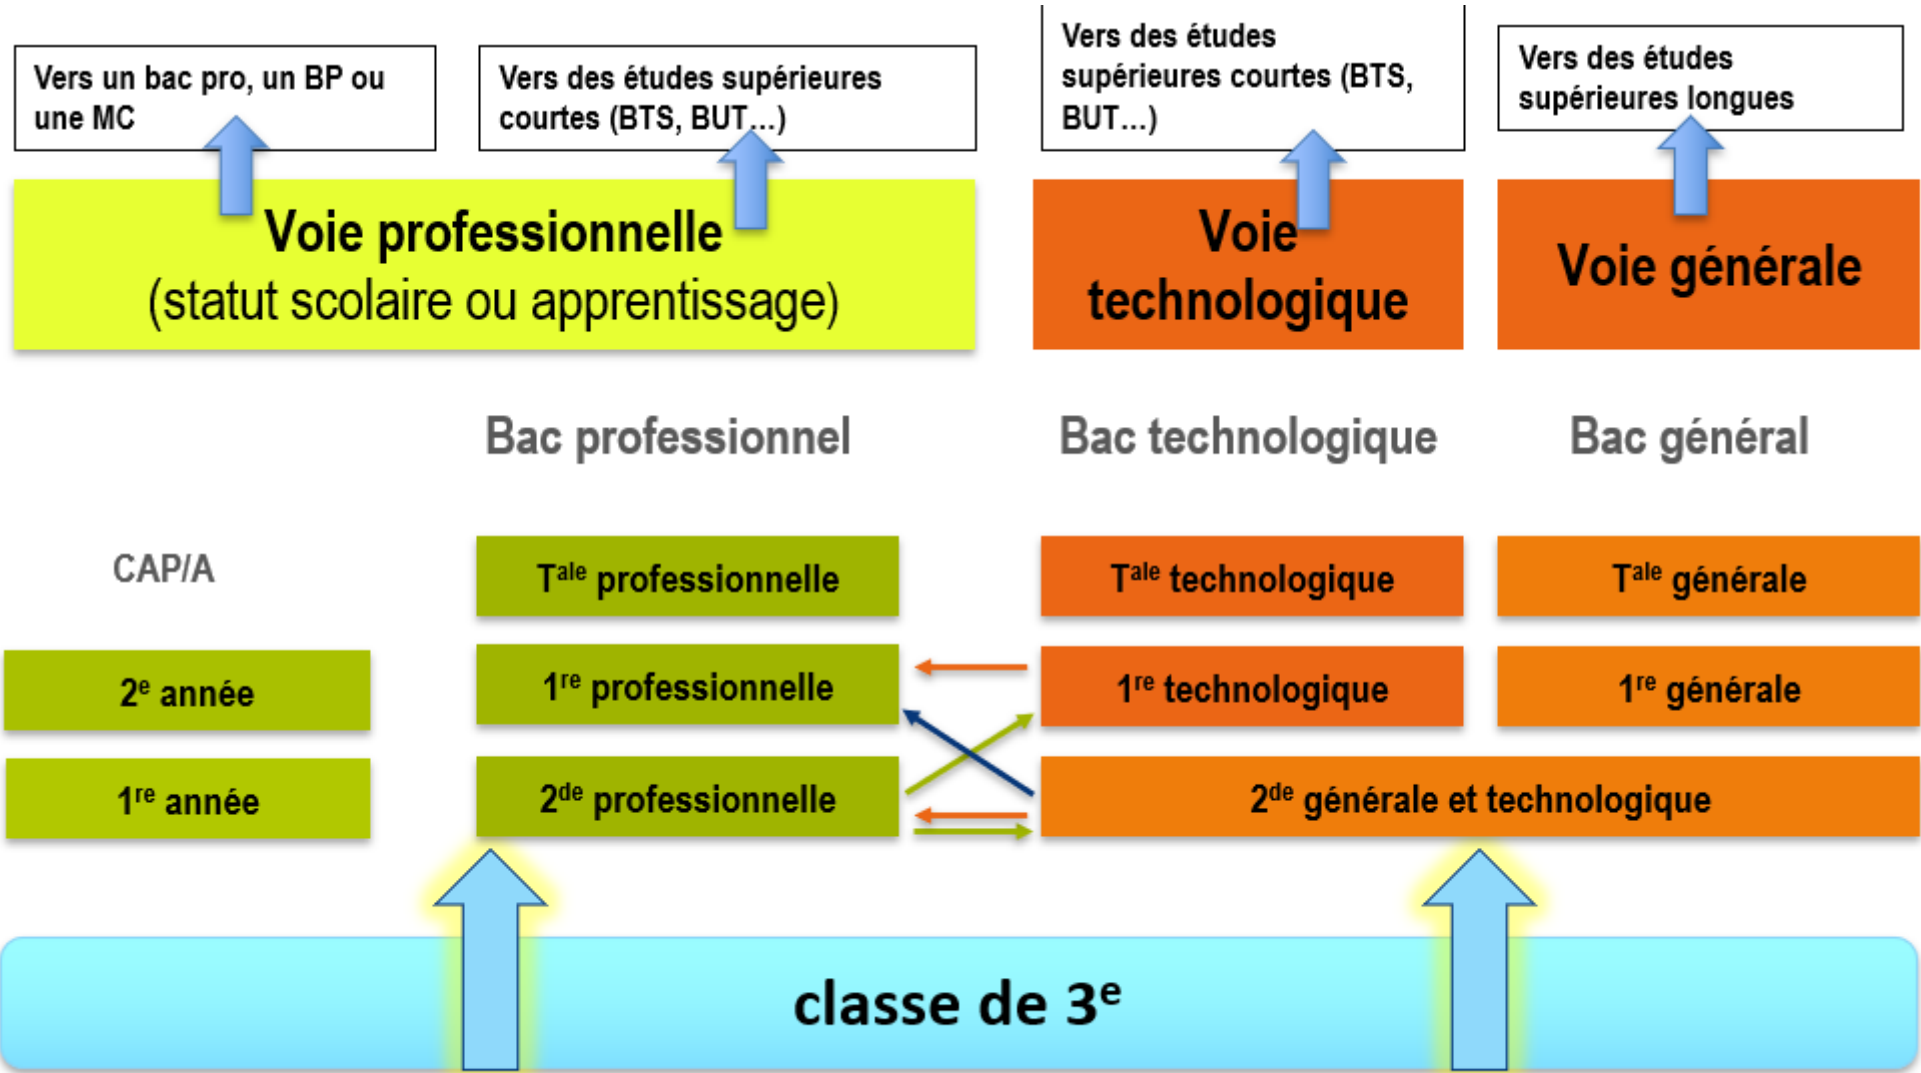 Vers un bac pro, un BP ou
une MC
Vers des études supérieures
courtes (BTS, BUT...)
Vers des études
supérieures courtes (BTS,
BUT...)
Vers des études
supérieures longues
Voie professionnelle
(statut scolaire ou apprentissage)
Voie
technologique
Voie générale
Bac professionnel
Bac technologique
Bac général
CAP/A
Tale professionnelle
Tale technologique
Tale générale
2e année
1re professionnelle
1re technologique
1re générale
1re année
2de professionnelle
2de générale et technologique
classe de 3e